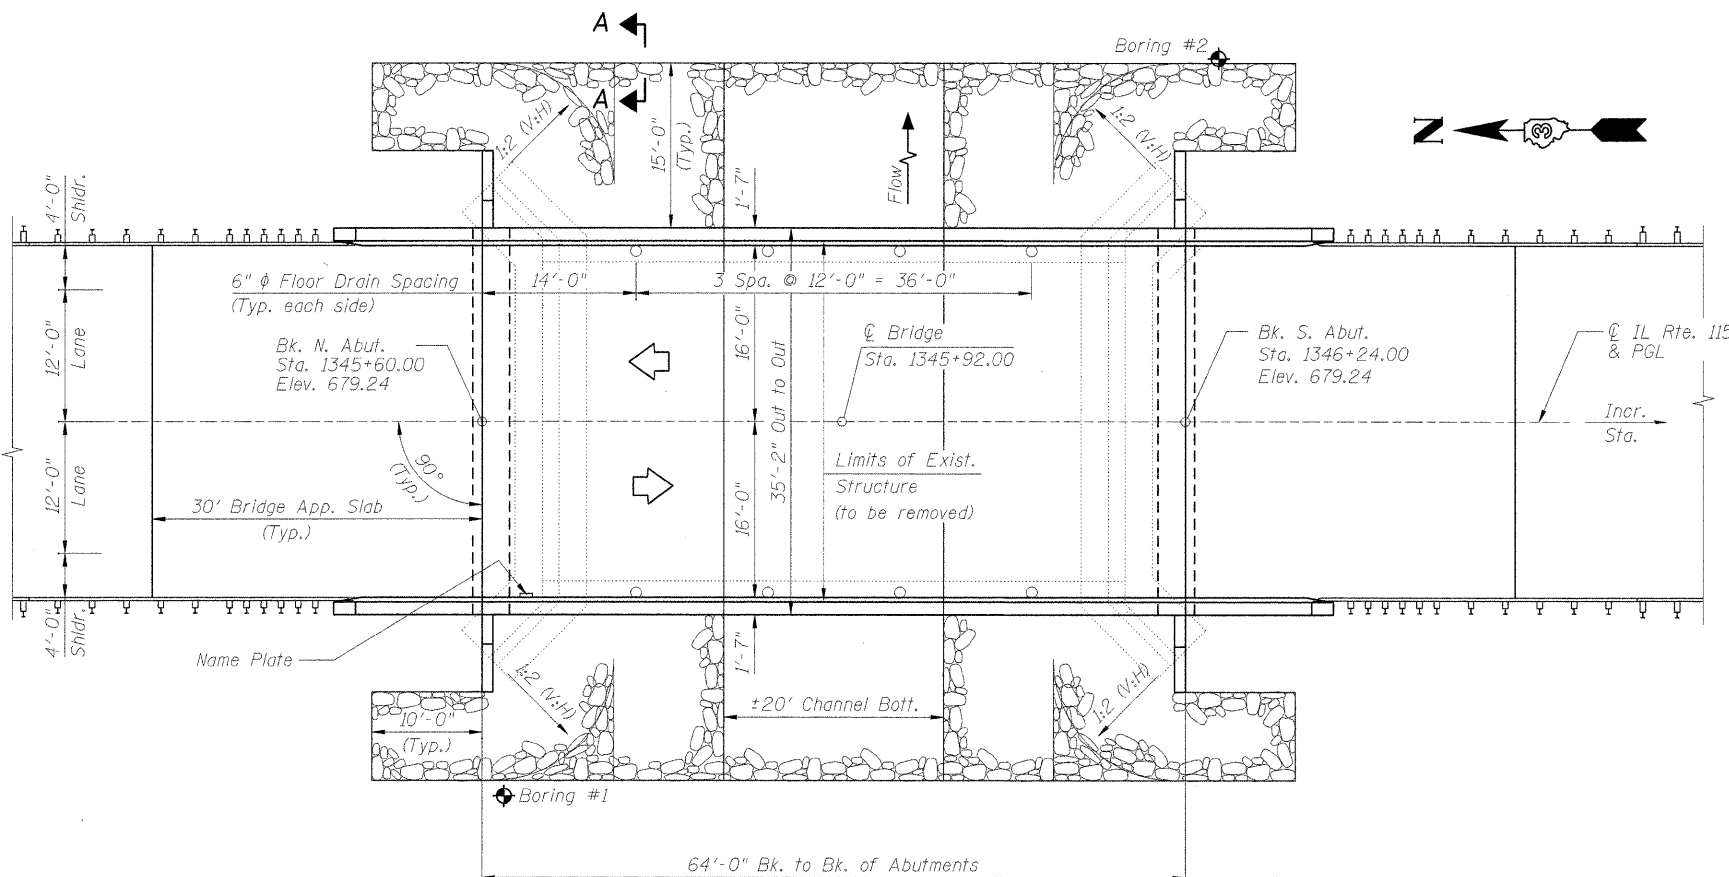 A
Boring #2
A
1:2 (V:H)
15'-0"
(Typ.)
Flow
1:2 (V:H)
N
3
4'-0"
Shldr.
1'-7"
6" ϕ Floor Drain Spacing
(Typ. each side)
14'-0"
3 Spa. @ 12'-0" = 36'-0"
12'-0"
Lane
16'-0"
Bk. N. Abut.
Sta. 1345+60.00
Elev. 679.24
℄ Bridge
Sta. 1345+92.00
Bk. S. Abut.
Sta. 1346+24.00
Elev. 679.24
℄ IL Rte. 115
& PGL
35'-2" Out to Out
Incr.
Sta.
12'-0"
Lane
90°
(Typ.)
16'-0"
Limits of Exist.
Structure
(to be removed)
30' Bridge App. Slab
(Typ.)
4'-0"
Shldr.
Name Plate
1'-7"
1:2 (V:H)
1:2 (V:H)
±20' Channel Bott.
10'-0"
(Typ.)
Boring #1
64'-0" Bk. to Bk. of Abutments